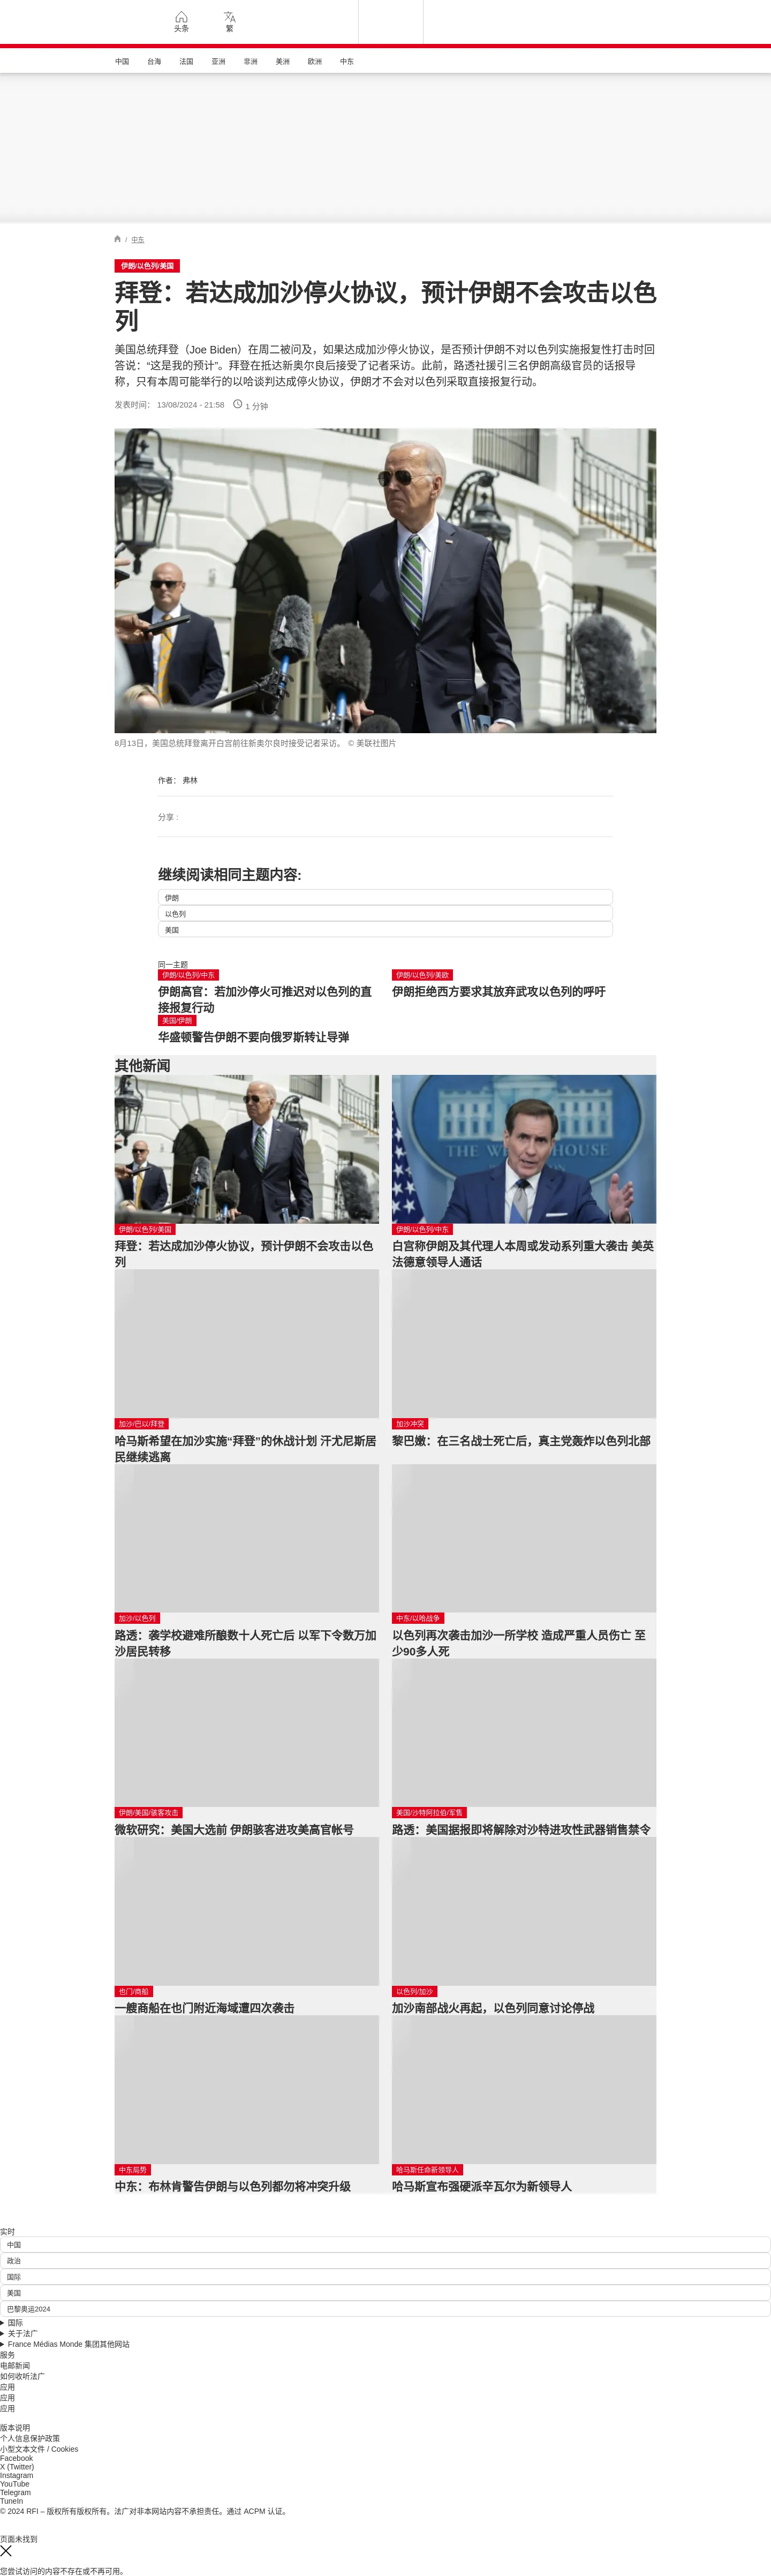 头条
繁
中国
台海
法国
亚洲
非洲
美洲
欧洲
中东
/ 中东
伊朗/以色列/美国
拜登：若达成加沙停火协议，预计伊朗不会攻击以色
列
美国总统拜登（Joe Biden）在周二被问及，如果达成加沙停火协议，是否预计伊朗不对以色列实施报复性打击时回
答说：“这是我的预计”。拜登在抵达新奥尔良后接受了记者采访。此前，路透社援引三名伊朗高级官员的话报导
称，只有本周可能举行的以哈谈判达成停火协议，伊朗才不会对以色列采取直接报复行动。
发表时间： 13/08/2024 - 21:58 1 分钟
8月13日，美国总统拜登离开白宫前往新奥尔良时接受记者采访。 © 美联社图片
作者： 弗林
分享 :
继续阅读相同主题内容:
伊朗
以色列
美国
同一主题
伊朗/以色列/中东
伊朗高官：若加沙停火可推迟对以色列的直
接报复行动
伊朗/以色列/美欧
伊朗拒绝西方要求其放弃武攻以色列的呼吁
美国/伊朗
华盛顿警告伊朗不要向俄罗斯转让导弹
其他新闻
伊朗/以色列/美国
拜登：若达成加沙停火协议，预计伊朗不会攻击以色
列
THE WHITE HOUSE
伊朗/以色列/中东
白宫称伊朗及其代理人本周或发动系列重大袭击 美英
法德意领导人通话
加沙/巴以/拜登
哈马斯希望在加沙实施“拜登”的休战计划 汗尤尼斯居
民继续逃离
加沙冲突
黎巴嫩：在三名战士死亡后，真主党轰炸以色列北部
加沙/以色列
路透：袭学校避难所酿数十人死亡后 以军下令数万加
沙居民转移
中东/以哈战争
以色列再次袭击加沙一所学校 造成严重人员伤亡 至
少90多人死
伊朗/美国/骇客攻击
微软研究：美国大选前 伊朗骇客进攻美高官帐号
美国/沙特阿拉伯/军售
路透：美国据报即将解除对沙特进攻性武器销售禁令
也门/商船
一艘商船在也门附近海域遭四次袭击
以色列/加沙
加沙南部战火再起，以色列同意讨论停战
中东局势
中东：布林肯警告伊朗与以色列都勿将冲突升级
哈马斯任命新领导人
哈马斯宣布强硬派辛瓦尔为新领导人
实时
中国
政治
国际
美国
巴黎奥运2024
国际
关于法广
France Médias Monde 集团其他网站
服务
电邮新闻
如何收听法广
应用
应用
应用
版本说明
个人信息保护政策
小型文本文件 / Cookies
Facebook
X (Twitter)
Instagram
YouTube
Telegram
TuneIn
© 2024 RFI – 版权所有版权所有。法广对非本网站内容不承担责任。通过 ACPM 认证。
页面未找到
您尝试访问的内容不存在或不再可用。